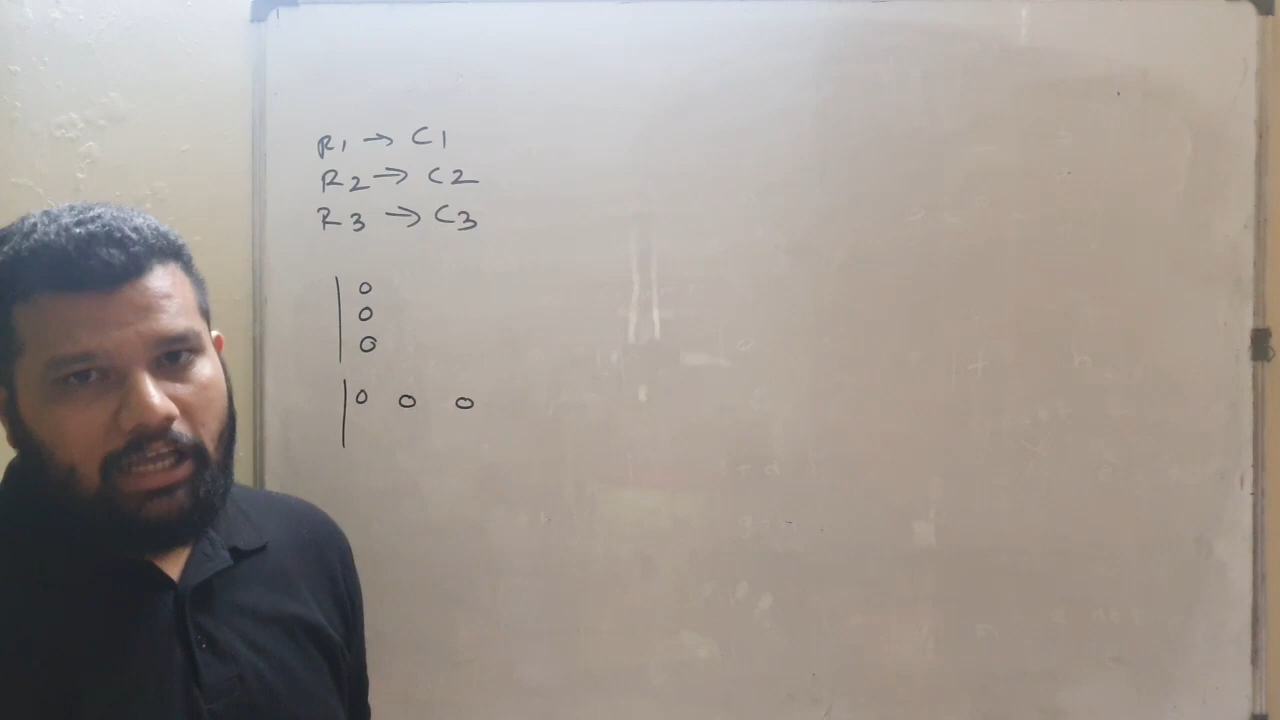 R1 → C1
R2 → C2
R3 → C3
| 0
| 0
| 0
| 0 0 0